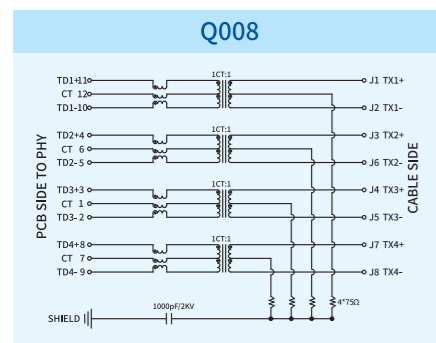 Q008
TD1+11 1CT:1 J1 TX1+
CT 12
TD1-10 J2 TX1-
TD2+4 1CT:1 J3 TX2+
CT 6
TD2-5 J6 TX2-
TD3+3 1CT:1 J4 TX3+
CT 1
TD3-2 J5 TX3-
TD4+8 1CT:1 J7 TX4+
CT 7
TD4-9 J8 TX4-
PCB SIDE TO PHY
CABLE SIDE
4*75Ω
1000pF/2KV
SHIELD